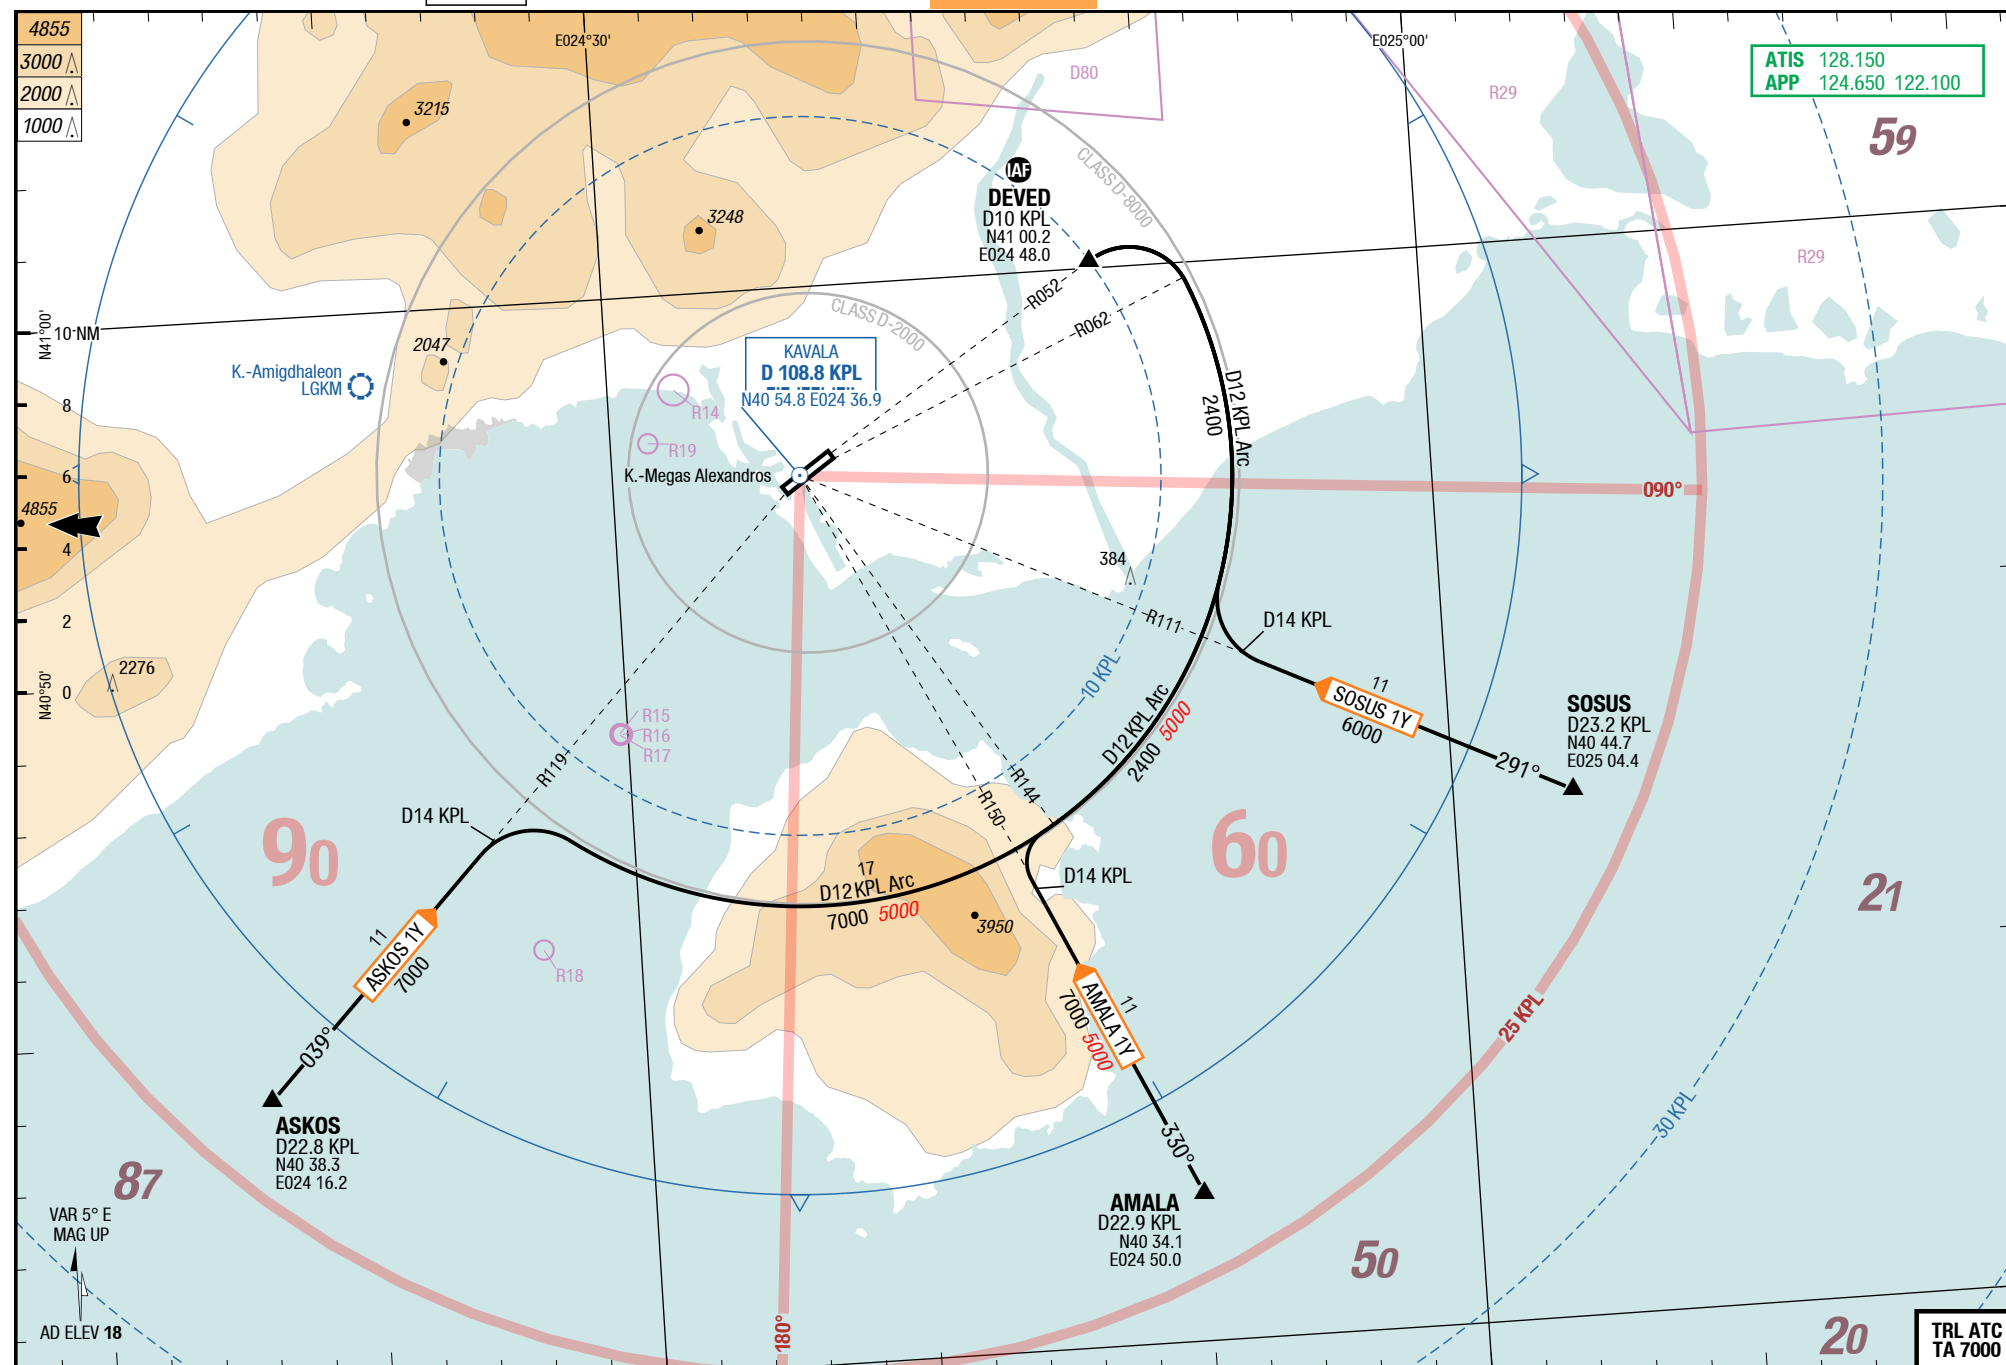 4855
3000
2000
1000
E024°30'
E025°00'
ATIS 128.150
APP 124.650 122.100
D80
R29
59
3215
CLASS D-8000
IAF
DEVED
D10 KPL
N41 00.2
E024 48.0
3248
R29
R052
R062
CLASS D-2000
N41°00'
10 NM
2047
K.-Amigdhaleon
LGKM
KAVALA
D 108.8 KPL
N40 54.8 E024 36.9
R14
R19
D12 KPL Arc
2400
8
6
K.-Megas Alexandros
090°
4855
4
384
2
R111
D14 KPL
2276
N40°50'
0
10 KPL
SOSUS 1Y
11
6000
SOSUS
D23.2 KPL
N40 44.7
E025 04.4
291°
R15
R16
R17
D12 KPL Arc
2400 5000
R119
R144
R150
D14 KPL
90
60
17
D12 KPL Arc
7000 5000
D14 KPL
3950
21
11
ASKOS 1Y
7000
R18
11
AMALA 1Y
7000 5000
25 KPL
039°
ASKOS
D22.8 KPL
N40 38.3
E024 16.2
330°
30 KPL
87
AMALA
D22.9 KPL
N40 34.1
E024 50.0
50
VAR 5° E
MAG UP
AD ELEV 18
180°
20
TRL ATC
TA 7000